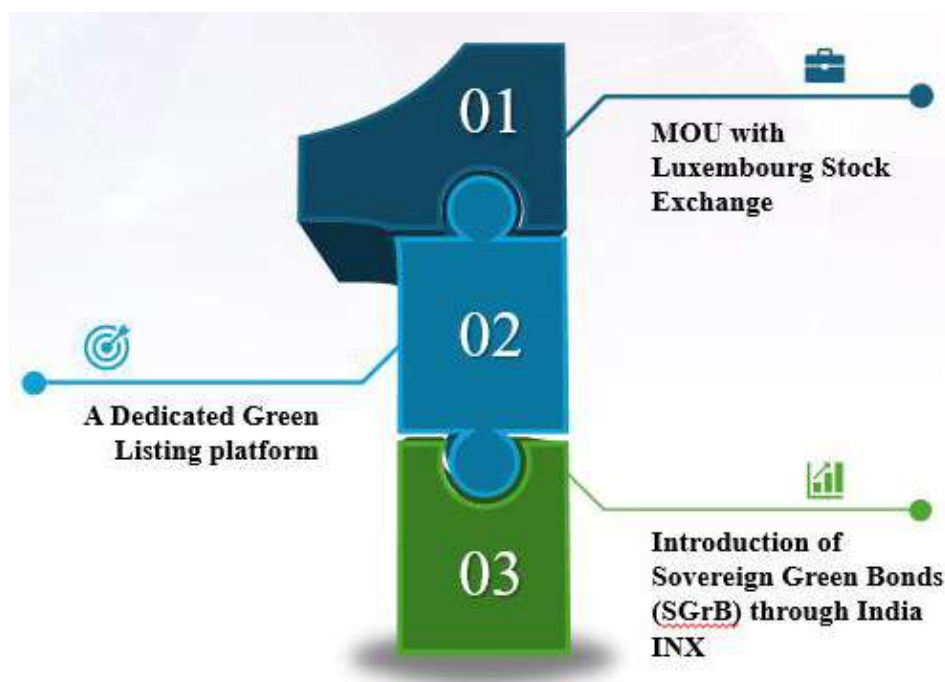 01
MOU with
Luxembourg Stock
Exchange
02
A Dedicated Green
Listing platform
03
Introduction of
Sovereign Green Bonds
(SGrB) through India
INX